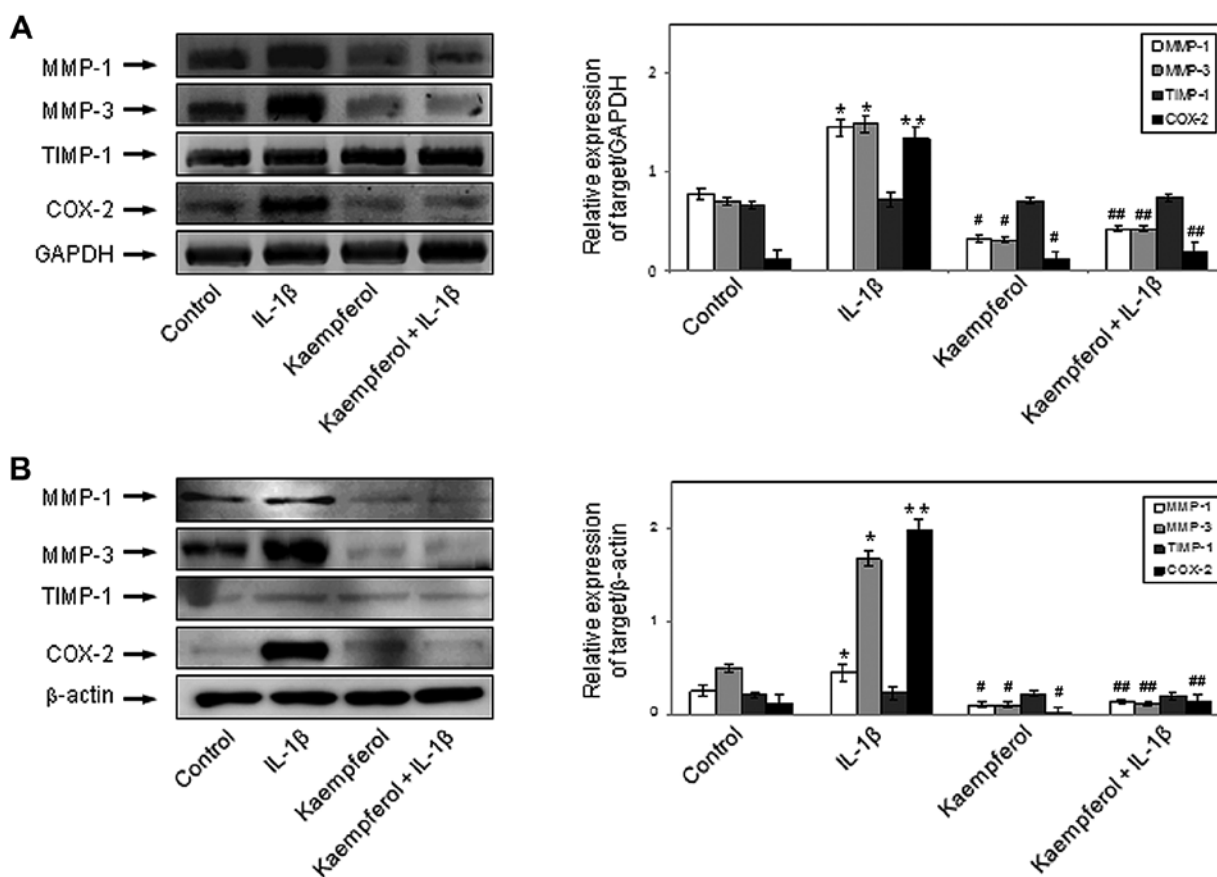 A
MMP-1
MMP-3
TIMP-1
COX-2
GAPDH
Control
IL-1β
Kaempferol
Kaempferol + IL-1β
Relative expression
of target/GAPDH
2
1
0
* * **
# # #
## ## ##
MMP-1
MMP-3
TIMP-1
COX-2
Control
IL-1β
Kaempferol
Kaempferol + IL-1β
B
MMP-1
MMP-3
TIMP-1
COX-2
β-actin
Control
IL-1β
Kaempferol
Kaempferol + IL-1β
Relative expression
of target/β-actin
2
1
0
* * **
# # #
## ## ##
MMP-1
MMP-3
TIMP-1
COX-2
Control
IL-1β
Kaempferol
Kaempferol + IL-1β